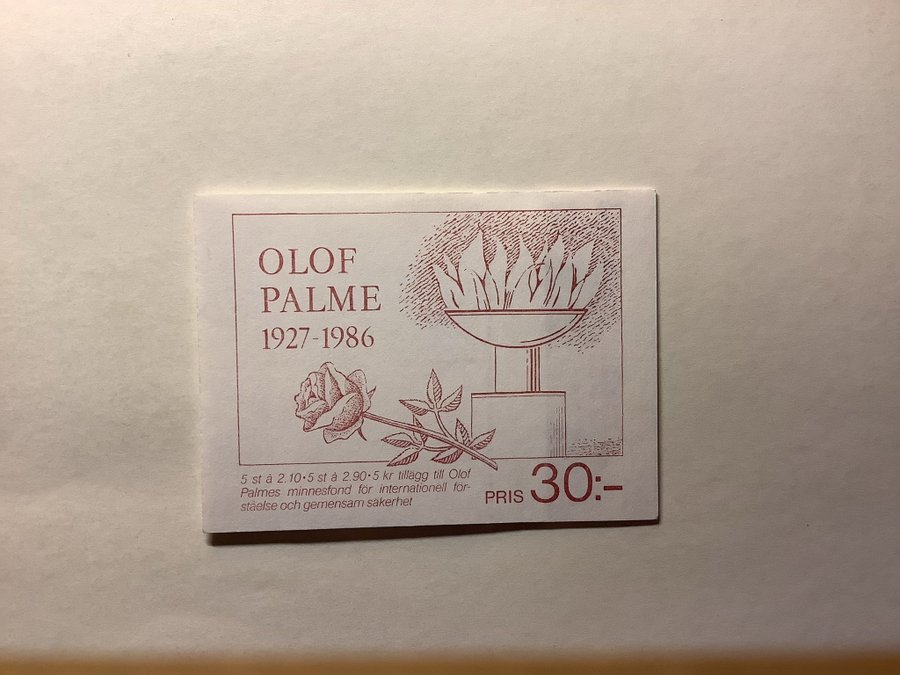 OLOF
PALME
1927-1986
5 st à 2.10•5 st à 2.90•5 kr tillägg till Olof
Palmes minnesfond för internationell för-
ståelse och gemensam säkerhet
PRIS 30:–